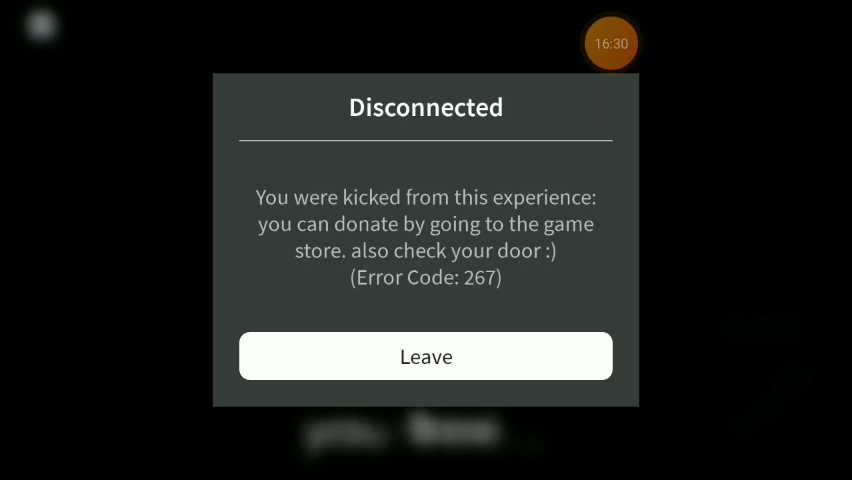 16:30
Disconnected
You were kicked from this experience:
you can donate by going to the game
store. also check your door :)
(Error Code: 267)
Leave